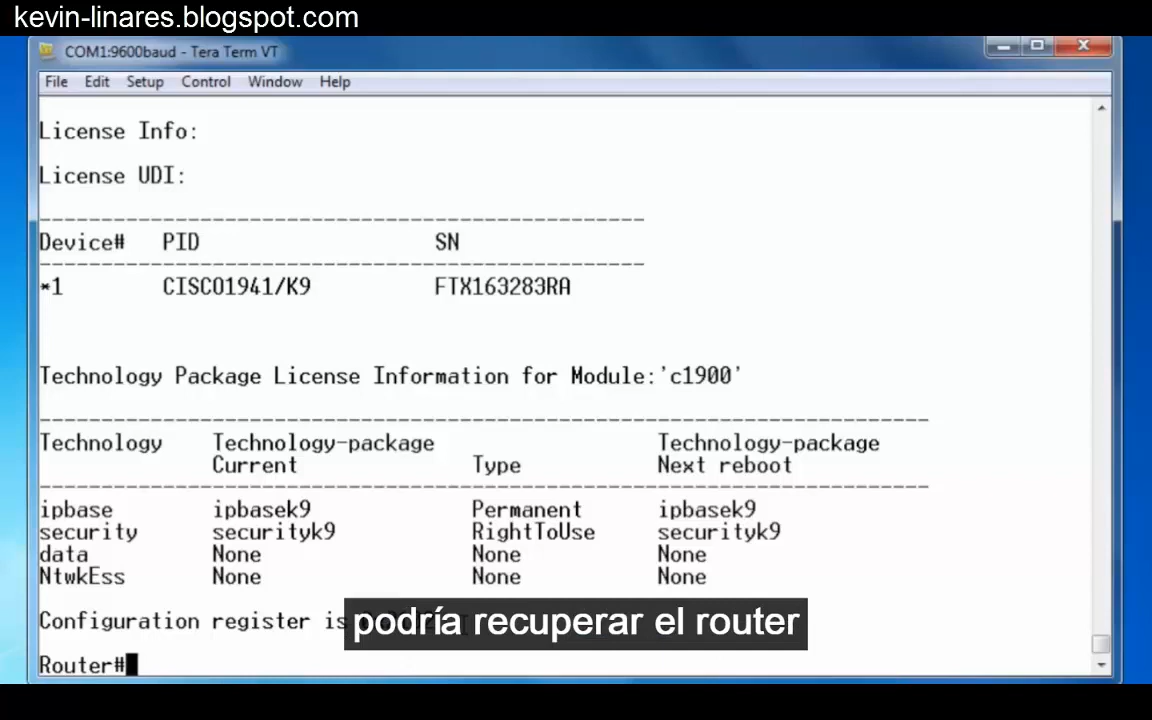 kevin-linares.blogspot.com
COM1:9600baud - Tera Term VT
File Edit Setup Control Window Help
License Info:
License UDI:
-------------------------------------------------
Device# PID SN
-------------------------------------------------
*1 CISCO1941/K9 FTX163283RA
Technology Package License Information for Module:'c1900'
------------------------------------------------------------------------
Technology Technology-package Technology-package
Current Type Next reboot
------------------------------------------------------------------------
ipbase ipbasek9 Permanent ipbasek9
security securityk9 RightToUse securityk9
data None None None
NtwkEss None None None
Configuration register is
podría recuperar el router
Router#